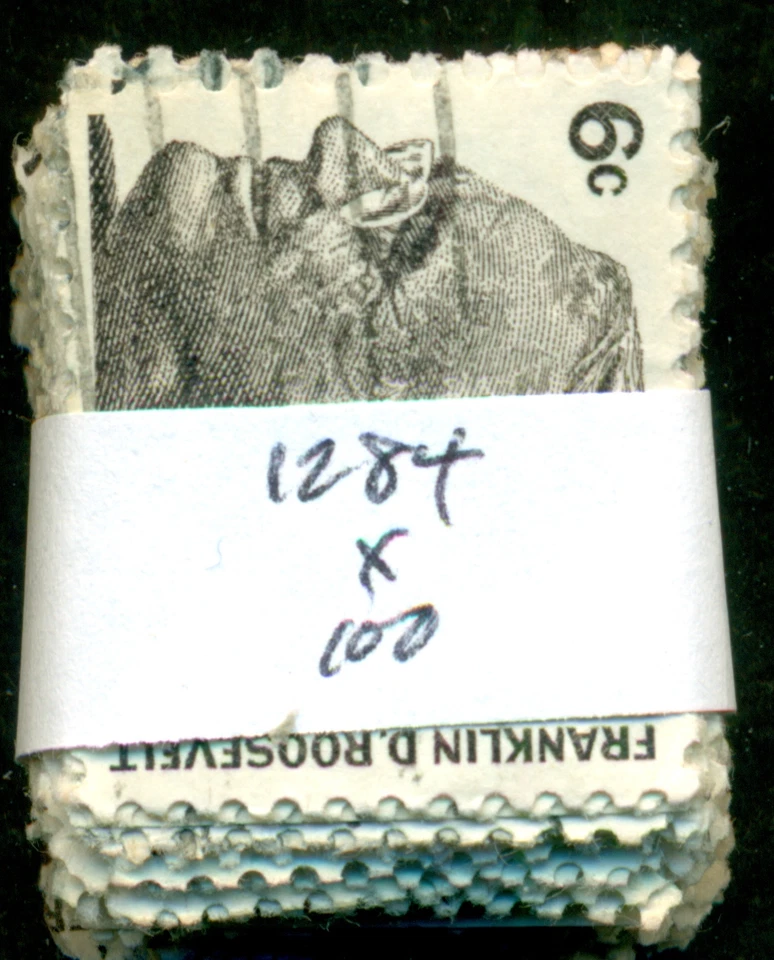 6c
1284
x
100
FRANKLIN D. ROOSEVELT